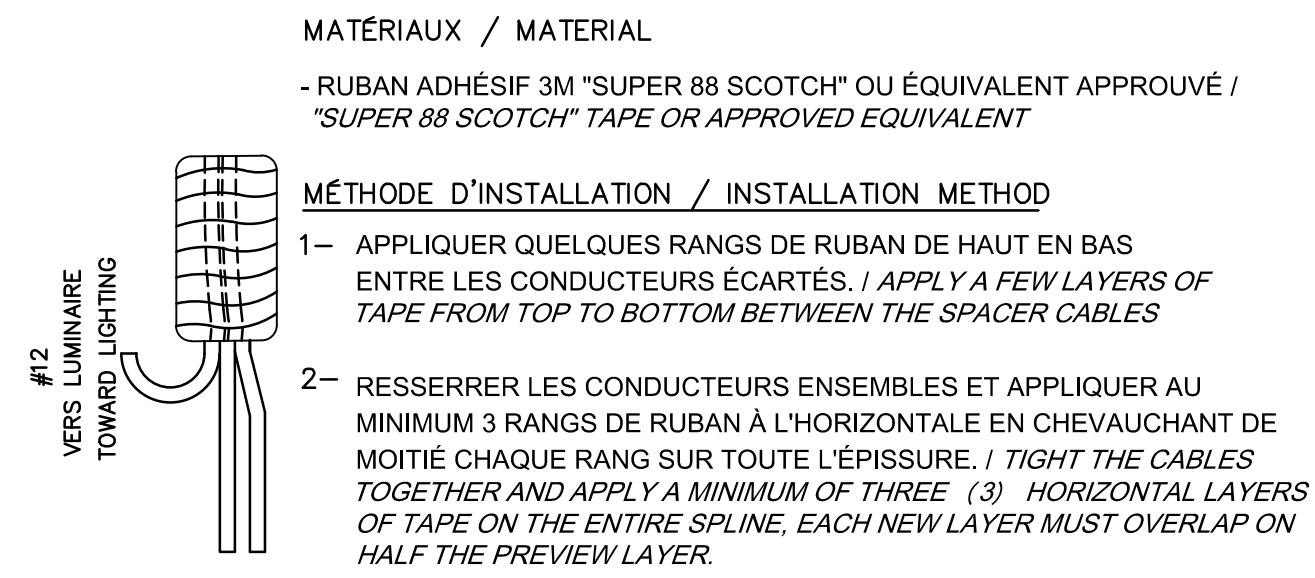 MATÉRIAUX / MATERIAL
- RUBAN ADHÉSIF 3M "SUPER 88 SCOTCH" OU ÉQUIVALENT APPROUVÉ /
"SUPER 88 SCOTCH" TAPE OR APPROVED EQUIVALENT
MÉTHODE D'INSTALLATION / INSTALLATION METHOD
1– APPLIQUER QUELQUES RANGS DE RUBAN DE HAUT EN BAS
ENTRE LES CONDUCTEURS ÉCARTÉS. / APPLY A FEW LAYERS OF
TAPE FROM TOP TO BOTTOM BETWEEN THE SPACER CABLES
2– RESSERRER LES CONDUCTEURS ENSEMBLES ET APPLIQUER AU
MINIMUM 3 RANGS DE RUBAN À L'HORIZONTALE EN CHEVAUCHANT DE
MOITIÉ CHAQUE RANG SUR TOUTE L'ÉPISSURE. / TIGHT THE CABLES
TOGETHER AND APPLY A MINIMUM OF THREE (3) HORIZONTAL LAYERS
OF TAPE ON THE ENTIRE SPLINE, EACH NEW LAYER MUST OVERLAP ON
HALF THE PREVIEW LAYER.
#12
VERS LUMINAIRE
TOWARD LIGHTING